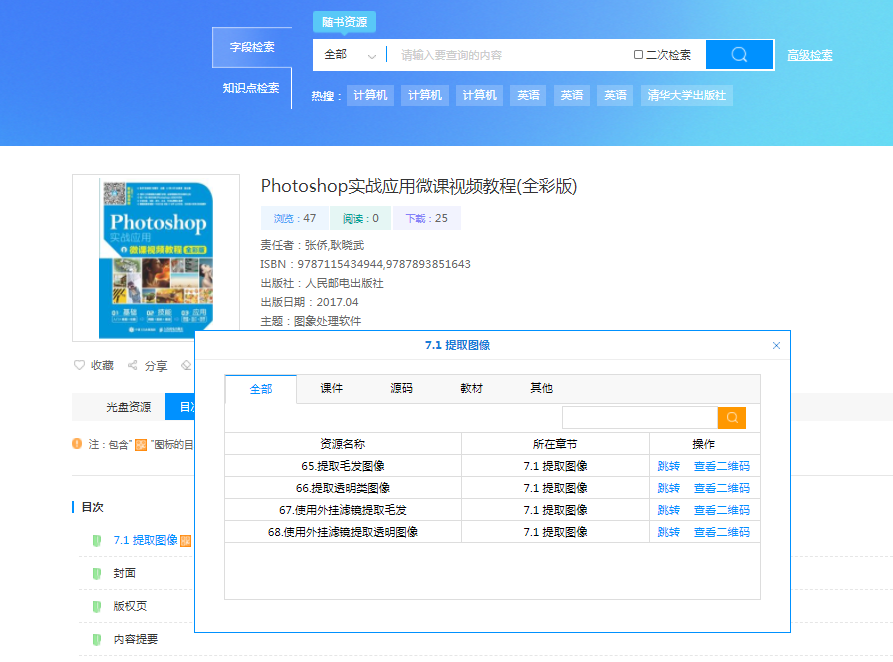 随书资源
字段检索
全部
请输入要查询的内容
二次检索
高级检索
知识点检索
热搜： 计算机 计算机 计算机 英语 英语 英语 清华大学出版社
Photoshop实战应用微课视频教程(全彩版)
浏览：47 阅读：0 下载：25
责任者：张侨,耿晓武
ISBN：9787115434944,9787893851643
出版社：人民邮电出版社
出版日期：2017.04
主题：图象处理软件
Photoshop
实战应用
微课视频教程 全彩版
01 基础 02 技能 03 应用
收藏 分享
光盘资源
注：包含" "图标的目
目次
7.1 提取图像
封面
版权页
内容提要
7.1 提取图像
全部 课件 源码 教材 其他
资源名称 所在章节 操作
65.提取毛发图像 7.1 提取图像 跳转 查看二维码
66.提取透明类图像 7.1 提取图像 跳转 查看二维码
67.使用外挂滤镜提取毛发 7.1 提取图像 跳转 查看二维码
68.使用外挂滤镜提取透明图像 7.1 提取图像 跳转 查看二维码